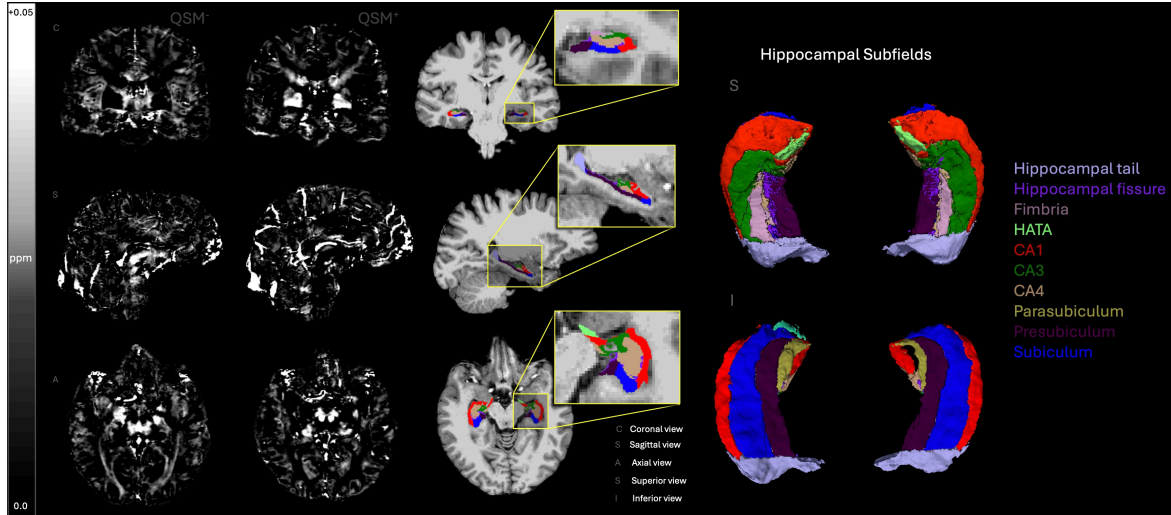 +0.05
QSM-
QSM+
C
Hippocampal Subfields
S
Hippocampal tail
Hippocampal fissure
Fimbria
HATA
CA1
CA3
CA4
Parasubiculum
Presubiculum
Subiculum
S
ppm
I
A
C Coronal view
S Sagittal view
A Axial view
S Superior view
I Inferior view
0.0